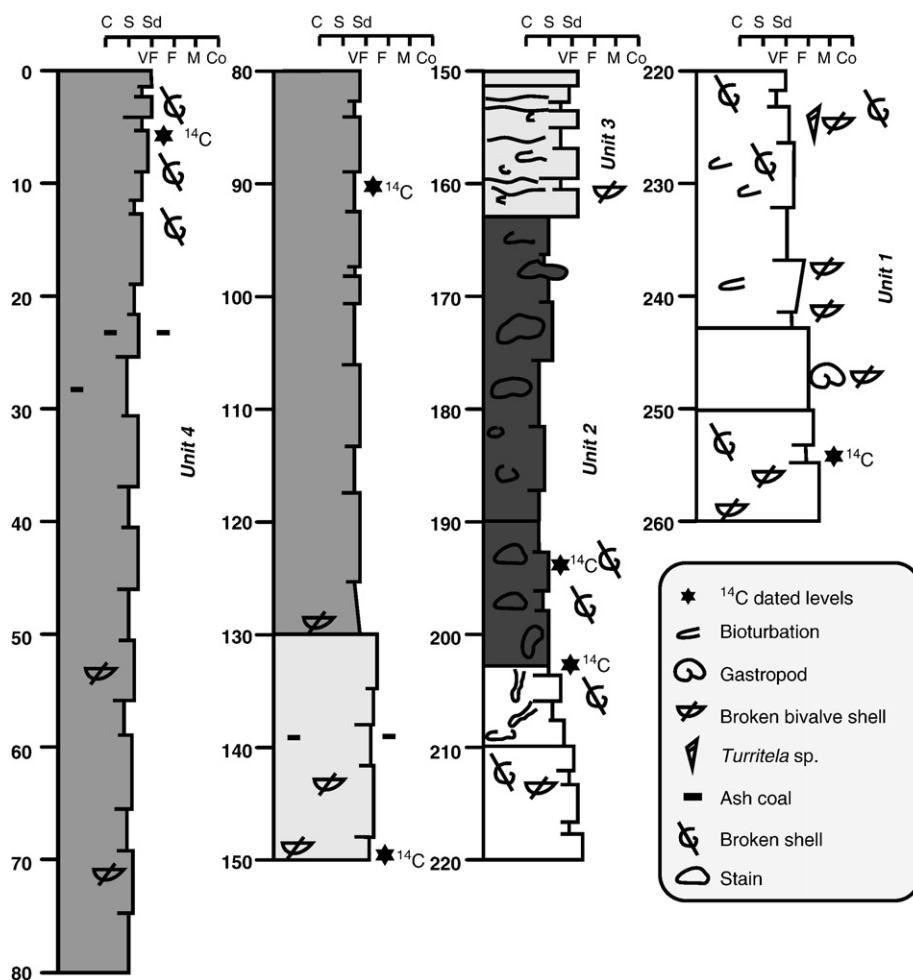 C S Sd
VF F M Co
0
10
20
30
40
50
60
70
80
14C
Unit 4
C S Sd
VF F M Co
80
90
100
110
120
130
140
150
14C
14C
C S Sd
VF F M Co
150
160
170
180
190
200
210
220
Unit 3
Unit 2
14C
14C
C S Sd
VF F M Co
220
230
240
250
260
Unit 1
14C
14C dated levels
Bioturbation
Gastropod
Broken bivalve shell
Turritela sp.
Ash coal
Broken shell
Stain